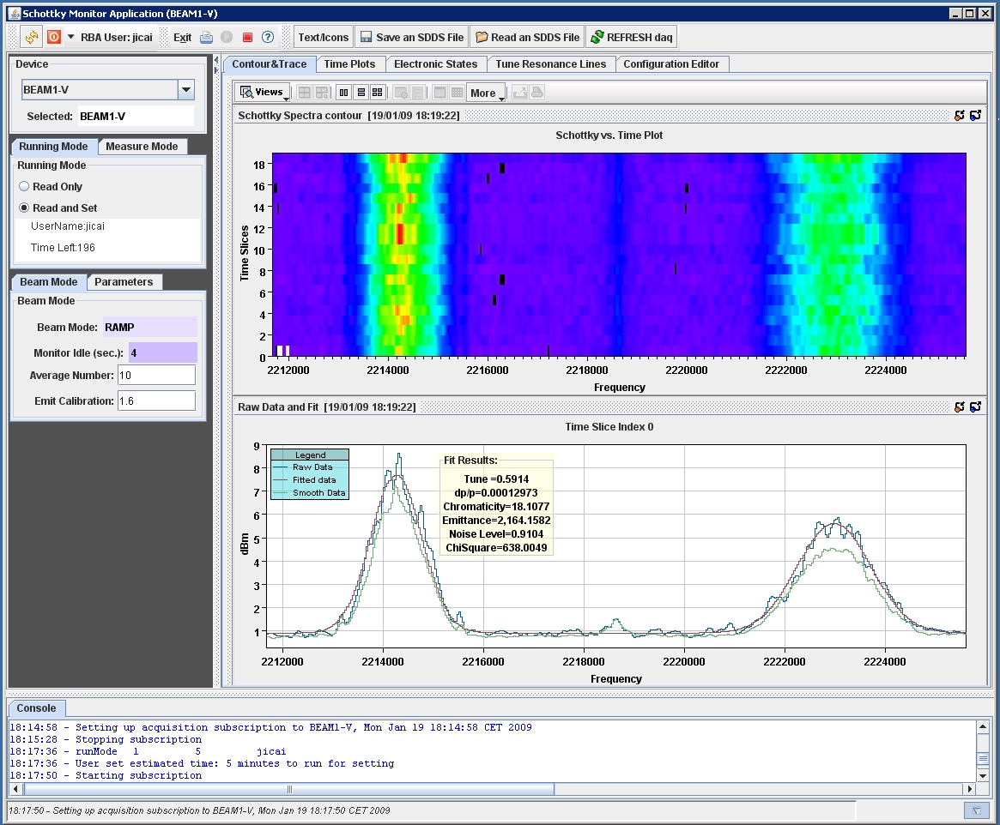 Schottky Monitor Application (BEAM1-V)
RBA User: jicai Exit Text/Icons Save an SDDS File Read an SDDS File REFRESH daq
Device
BEAM1-V
Selected: BEAM1-V
Running Mode Measure Mode
Running Mode
Read Only
Read and Set
UserName:jicai
Time Left:196
Beam Mode Parameters
Beam Mode
Beam Mode: RAMP
Monitor Idle (sec.): 4
Average Number: 10
Emit Calibration: 1.6
Contour&Trace Time Plots Electronic States Tune Resonance Lines Configuration Editor
Views More
Schottky Spectra contour [19/01/09 18:19:22]
Schottky vs. Time Plot
Time Slices
18
16
14
12
10
8
6
4
2
0
2212000 2214000 2216000 2218000 2220000 2222000 2224000
Frequency
Raw Data and Fit [19/01/09 18:19:22]
Time Slice Index 0
dBm
9
8
7
6
5
4
3
2
1
Legend
Raw Data
Fitted data
Smooth Data
Fit Results:
Tune =0.5914
dp/p=0.00012973
Chromaticity=18.1077
Emittance=2,164.1582
Noise Level=0.9104
ChiSquare=638.0049
2212000 2214000 2216000 2218000 2220000 2222000 2224000
Frequency
Console
18:14:58 - Setting up acquisition subscription to BEAM1-V, Mon Jan 19 18:14:58 CET 2009
18:15:28 - Stopping subscription
18:17:36 - runMode 1 5 jicai
18:17:36 - User set estimated time: 5 minutes to run for setting
18:17:50 - Starting subscription
18:17:50 - Setting up acquisition subscription to BEAM1-V, Mon Jan 19 18:17:50 CET 2009